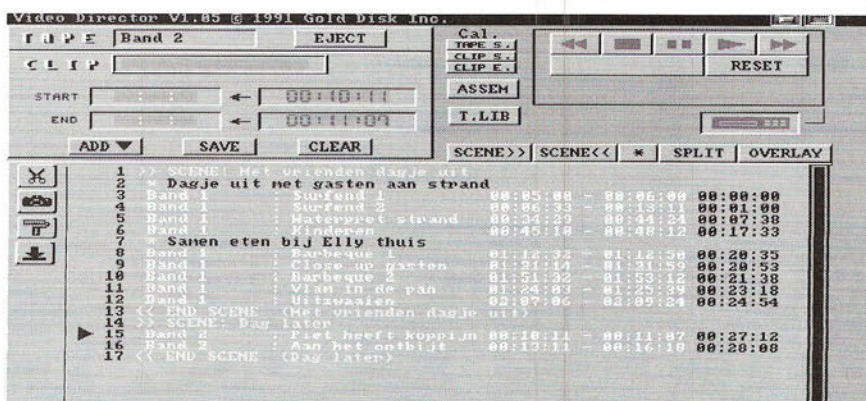 Video Director V1.05 © 1991 Gold Disk Inc.
TAPE Band 2 EJECT
CLIP
START ← 00:10:11
END ← 00:11:07
ADD ▼ SAVE CLEAR
Cal.
TAPE S.
CLIP S.
CLIP E.
ASSEM
T.LIB
RESET
SCENE>> SCENE<< * SPLIT OVERLAY
1 >> SCENE: Met vrienden dagje uit
2 * Dagje uit met gasten aan strand
3 Band 1 : Surfend 1 00:05:00 - 00:06:00 00:00:00
4 Band 1 : Surfend 2 00:06:33 - 00:13:11 00:01:00
5 Band 1 : Waterpret strand 00:34:29 - 00:44:24 00:07:38
6 Band 1 : Kinderen 00:45:10 - 00:48:12 00:17:33
7 * Samen eten bij Elly thuis
8 Band 1 : Barbeque 1 01:12:32 - 01:12:50 00:20:35
9 Band 1 : Close up gasten 01:21:14 - 01:21:59 00:20:53
10 Band 1 : Barbeque 2 01:51:32 - 01:53:12 00:21:38
11 Band 1 : Vlam in de pan 01:24:03 - 01:25:39 00:23:18
12 Band 1 : Uitzwaaien 02:07:06 - 02:09:24 00:24:54
13 << END SCENE (Met vrienden dagje uit)
14 >> SCENE: Dag later
15 Band 2 : Piet heeft koppijn 00:10:11 - 00:11:07 00:27:12
16 Band 2 : Aan het ontbijt 00:13:11 - 00:16:10 00:28:08
17 << END SCENE (Dag later)